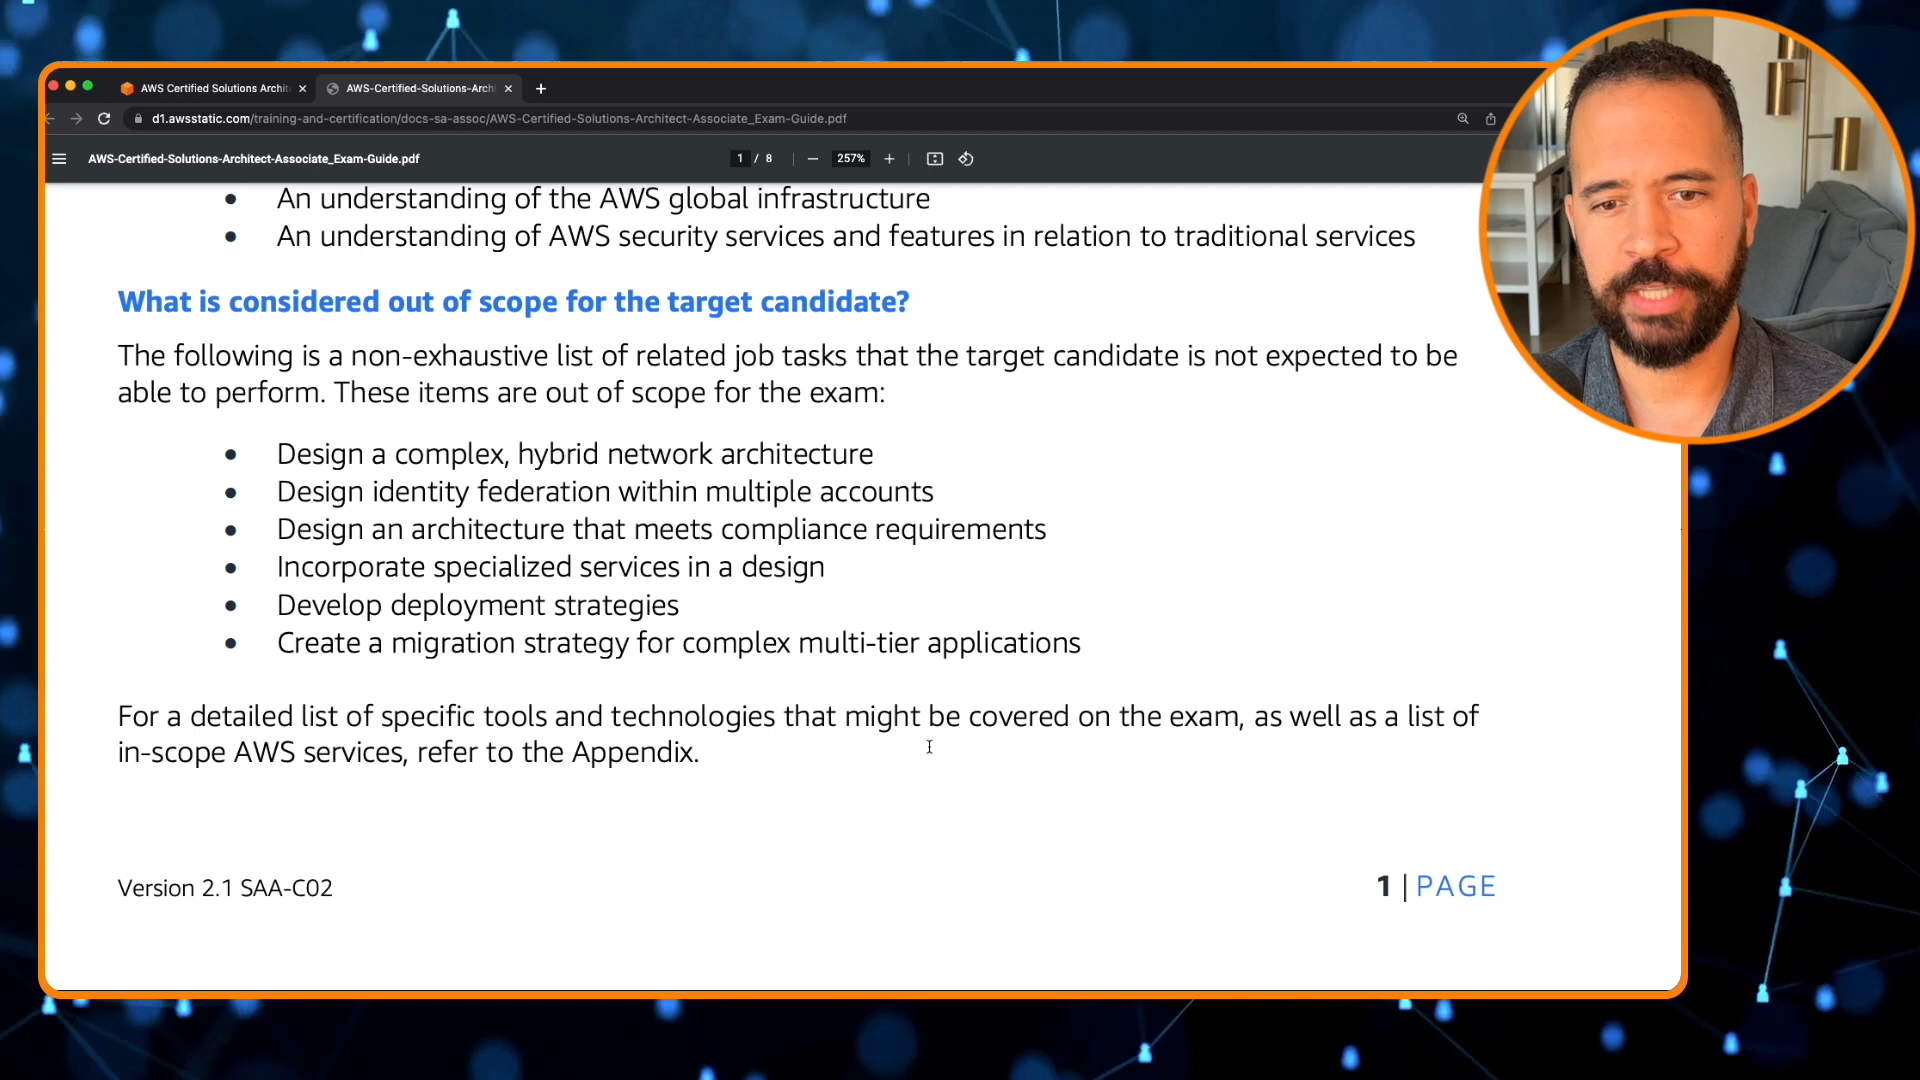 AWS Certified Solutions Archit
AWS-Certified-Solutions-Archi
d1.awsstatic.com/training-and-certification/docs-sa-assoc/AWS-Certified-Solutions-Architect-Associate_Exam-Guide.pdf
AWS-Certified-Solutions-Architect-Associate_Exam-Guide.pdf
1 / 8
257%
• An understanding of the AWS global infrastructure
• An understanding of AWS security services and features in relation to traditional services
What is considered out of scope for the target candidate?
The following is a non-exhaustive list of related job tasks that the target candidate is not expected to be
able to perform. These items are out of scope for the exam:
• Design a complex, hybrid network architecture
• Design identity federation within multiple accounts
• Design an architecture that meets compliance requirements
• Incorporate specialized services in a design
• Develop deployment strategies
• Create a migration strategy for complex multi-tier applications
For a detailed list of specific tools and technologies that might be covered on the exam, as well as a list of
in-scope AWS services, refer to the Appendix.
Version 2.1 SAA-C02
1 | PAGE